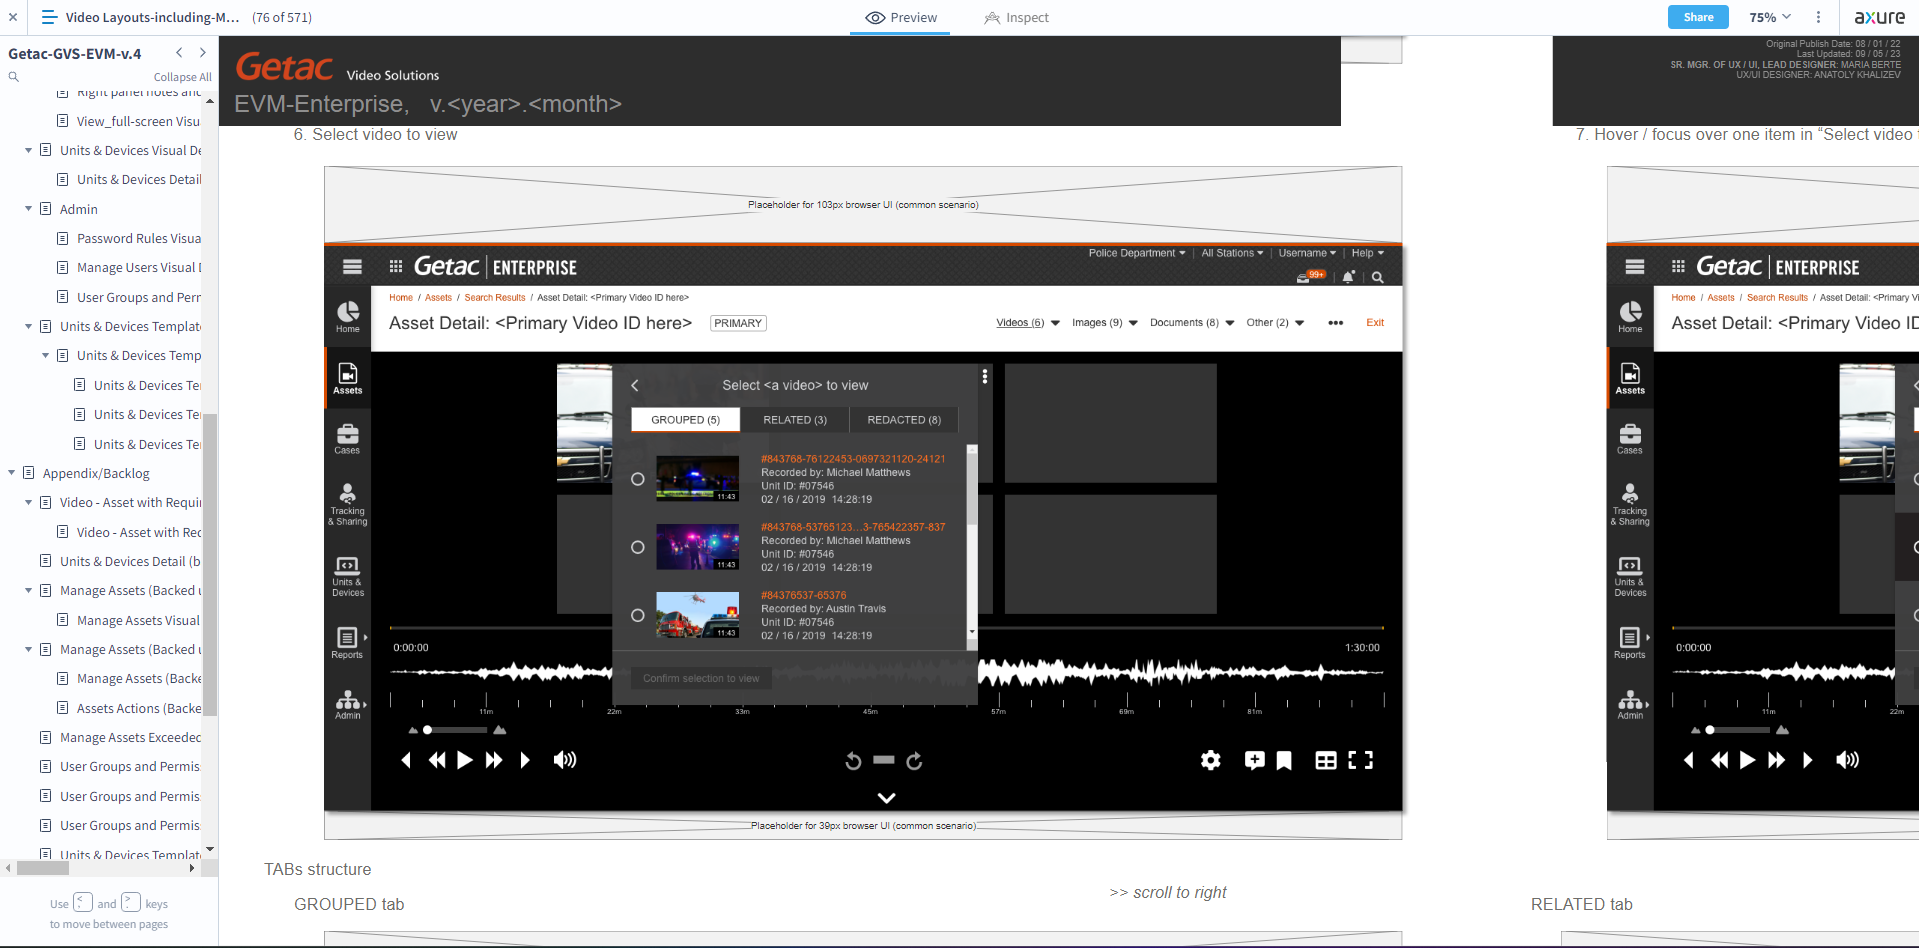 Video Layouts-including-M... (76 of 571)
Preview
Inspect
Share
75%
axure
Getac-GVS-EVM-v.4
Collapse All
Right panel notes and
View_full-screen Visu
Units & Devices Visual De
Units & Devices Detail
Admin
Password Rules Visua
Manage Users Visual D
User Groups and Perr
Units & Devices Templat
Units & Devices Temp
Units & Devices Te
Units & Devices Te
Units & Devices Te
Appendix/Backlog
Video - Asset with Requi
Video - Asset with Rec
Units & Devices Detail (b
Manage Assets (Backed u
Manage Assets Visual
Manage Assets (Backed u
Manage Assets (Backe
Assets Actions (Backe
Manage Assets Exceeded
User Groups and Permis
User Groups and Permis
User Groups and Permis
Units & Devices Templat
Use < , and > . keys
to move between pages
Getac Video Solutions
EVM-Enterprise, v.<year>.<month>
Original Publish Date: 08 / 01 / 22
Last Updated: 09 / 05 / 23
SR. MGR. OF UX / UI, LEAD DESIGNER: MARIA BERTE
UX/UI DESIGNER: ANATOLY KHALIZEV
6. Select video to view
Placeholder for 103px browser UI (common scenario)
Police Department
All Stations
Username
Help
Getac ENTERPRISE
99+
Home / Assets / Search Results / Asset Detail: <Primary Video ID here>
Asset Detail: <Primary Video ID here> PRIMARY
Videos (6) Images (9) Documents (8) Other (2) ••• Exit
Home
Assets
Cases
Tracking
& Sharing
Units &
Devices
Reports
Admin
Select <a video> to view
GROUPED (5) RELATED (3) REDACTED (8)
#843768-76122453-0697321120-24121
Recorded by: Michael Matthews
Unit ID: #07546
02 / 16 / 2019 14:28:19
11:43
#843768-53765123...3-765422357-837
Recorded by: Michael Matthews
Unit ID: #07546
02 / 16 / 2019 14:28:19
11:43
#84376537-65376
Recorded by: Austin Travis
Unit ID: #07546
02 / 16 / 2019 14:28:19
11:43
Confirm selection to view
0:00:00
1:30:00
11m 22m 33m 45m 57m 69m 81m
Placeholder for 39px browser UI (common scenario)
TABs structure
>> scroll to right
GROUPED tab
7. Hover / focus over one item in “Select video
Getac ENTERPRISE
Home / Assets / Search Results / Asset Detail: <Primary Vi
Asset Detail: <Primary Video ID
Home
Assets
Cases
Tracking
& Sharing
Units &
Devices
Reports
Admin
0:00:00
11m 22m
RELATED tab